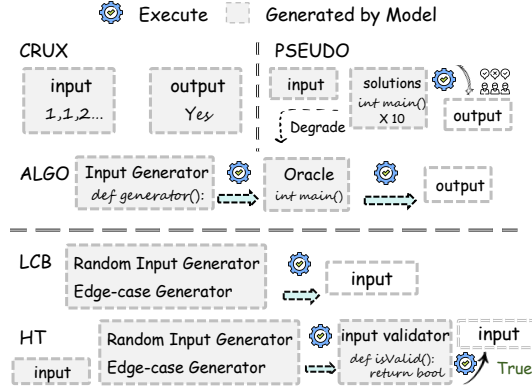 Execute
Generated by Model
CRUX
input
1,1,2...
output
Yes
PSEUDO
input
Degrade
solutions
int main()
X 10
output
ALGO
Input Generator
def generator():
Oracle
int main()
output
LCB
Random Input Generator
Edge-case Generator
input
HT
input
Random Input Generator
Edge-case Generator
input validator
def isValid():
return bool
input
True